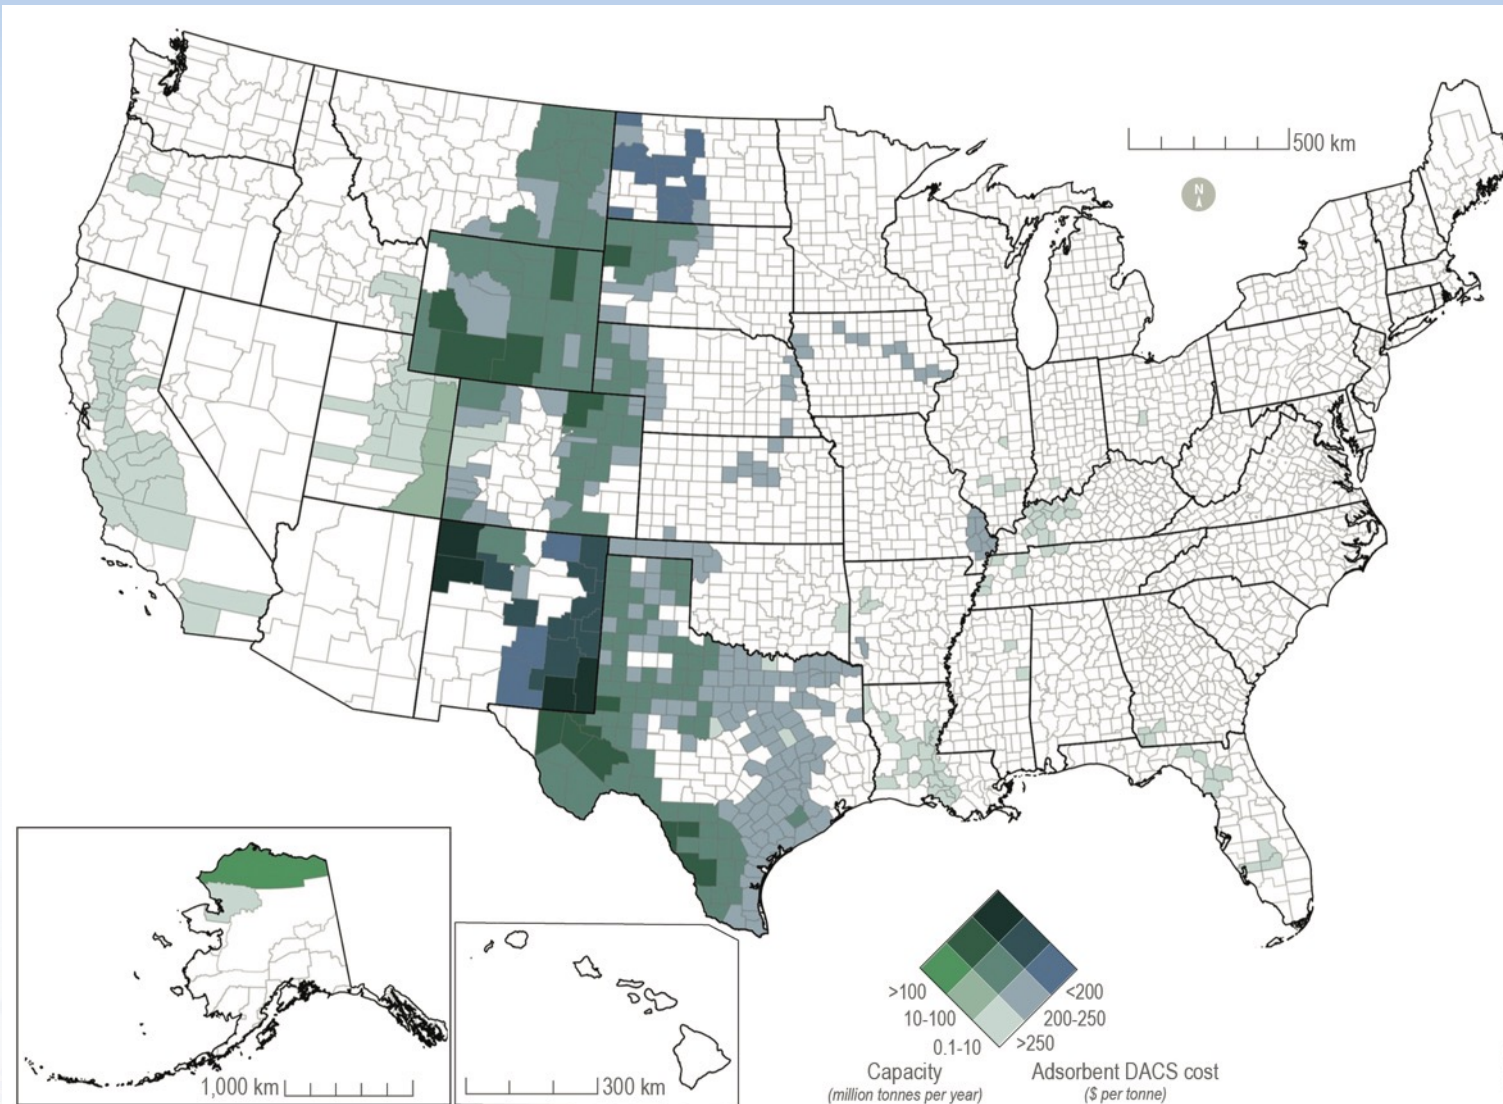 500 km
N
>100
10-100
0.1-10
<200
200-250
>250
Capacity
(million tonnes per year)
Adsorbent DACS cost
($ per tonne)
1,000 km
300 km